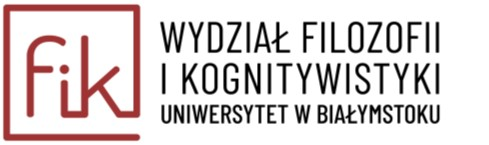 fik
WYDZIAŁ FILOZOFII
I KOGNITYWISTYKI
UNIWERSYTET W BIAŁYMSTOKU